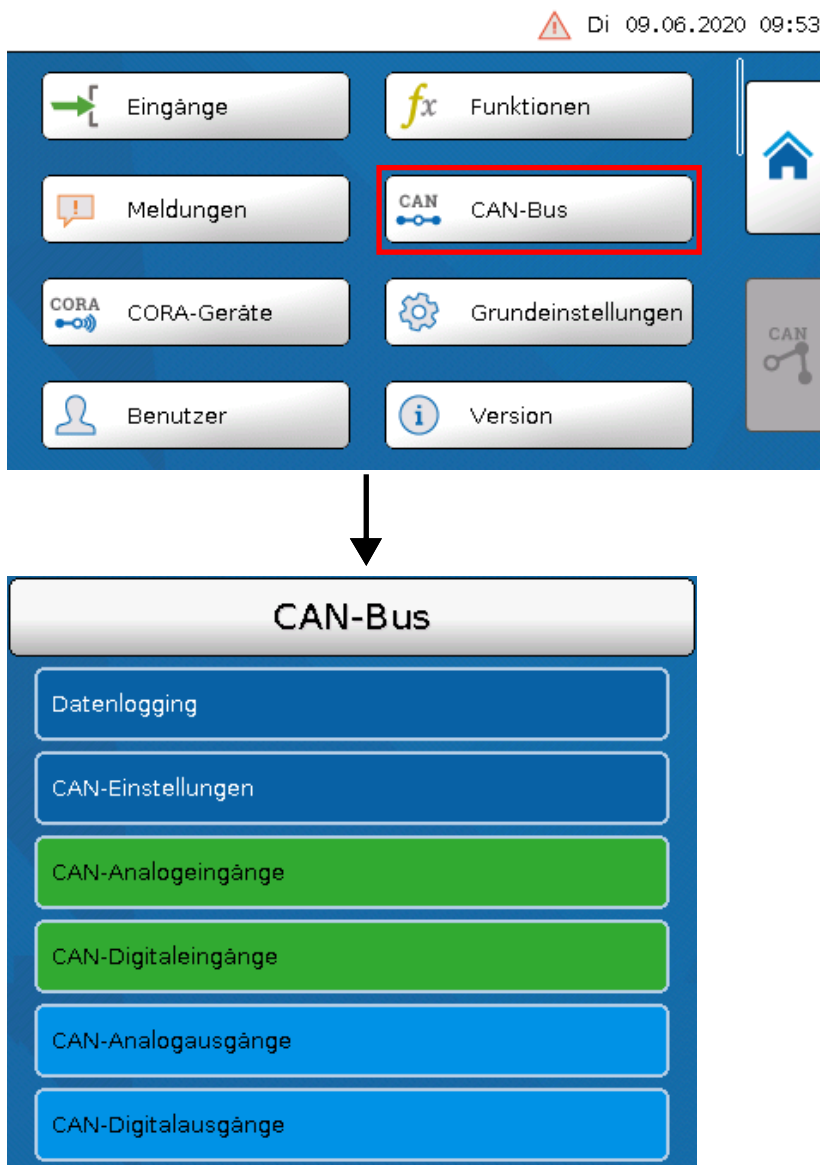 Di 09.06.2020 09:53
Eingänge
fx Funktionen
Meldungen
CAN CAN-Bus
CORA CORA-Geräte
Grundeinstellungen
CAN
Benutzer
i Version
CAN-Bus
Datenlogging
CAN-Einstellungen
CAN-Analogeingänge
CAN-Digitaleingänge
CAN-Analogausgänge
CAN-Digitalausgänge